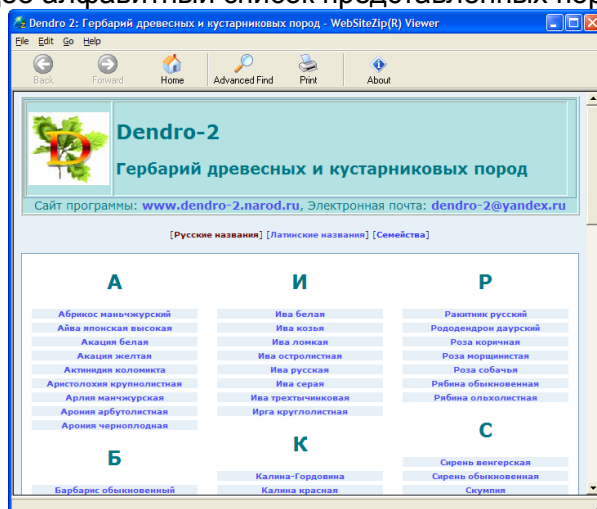 алфавитный список представленных пор
Dendro 2: Гербарий древесных и кустарниковых пород - WebSiteZip(R) Viewer
File Edit Go Help
Back Forward Home Advanced Find Print About
D
Dendro-2
Гербарий древесных и кустарниковых пород
Сайт программы: www.dendro-2.narod.ru, Электронная почта: dendro-2@yandex.ru
[Русские названия] [Латинские названия] [Семейства]
А
Абрикос маньчжурский
Айва японская высокая
Акация белая
Акация желтая
Актинидия коломикта
Аристолохия крупнолистная
Арлия манчжурская
Арония арбутолистная
Арония черноплодная
Б
Барбарис обыкновенный
И
Ива белая
Ива козья
Ива ломкая
Ива остролистная
Ива русская
Ива серая
Ива трехтычинковая
Ирга круглолистная
К
Калина-Гордовина
Калина красная
Р
Ракитник русский
Рододендрон даурский
Роза коричная
Роза морщинистая
Роза собачья
Рябина обыкновенная
Рябина ольхолистная
С
Сирень венгерская
Сирень обыкновенная
Скумпия